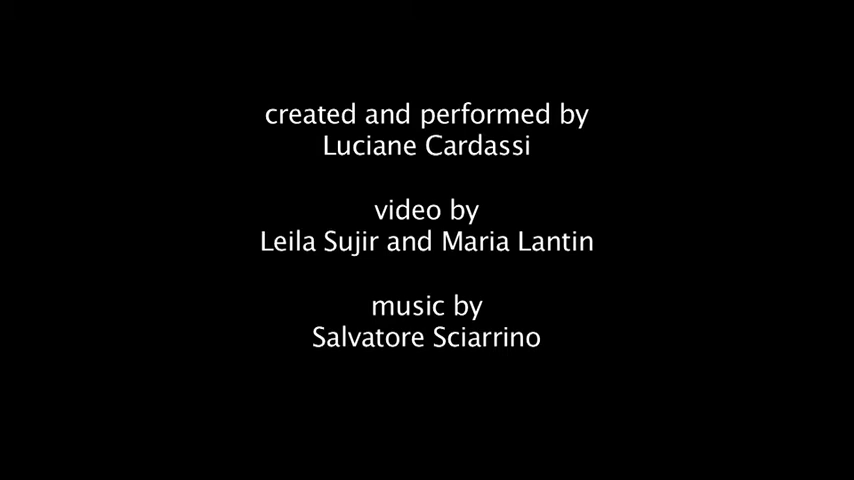 created and performed by
Luciane Cardassi
video by
Leila Sujir and Maria Lantin
music by
Salvatore Sciarrino